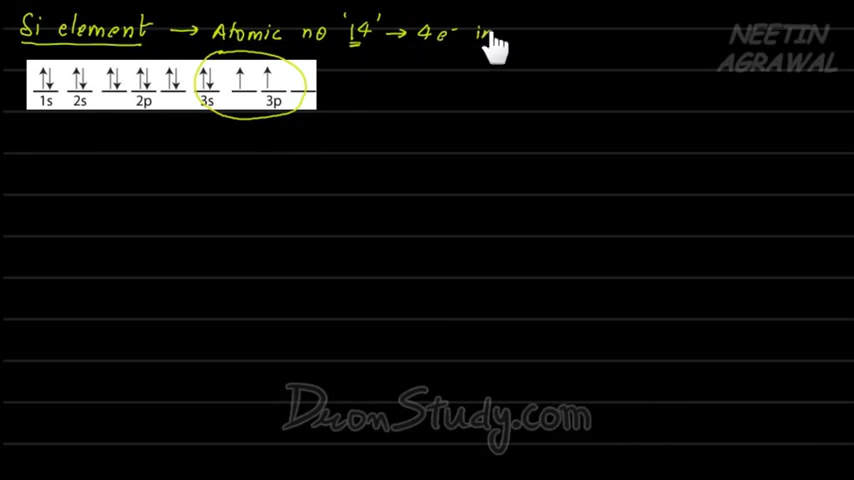 Si element → Atomic no '14' → 4e⁻ in
NEETIN
AGRAWAL
1s 2s 2p 3s 3p
DronStudy.com